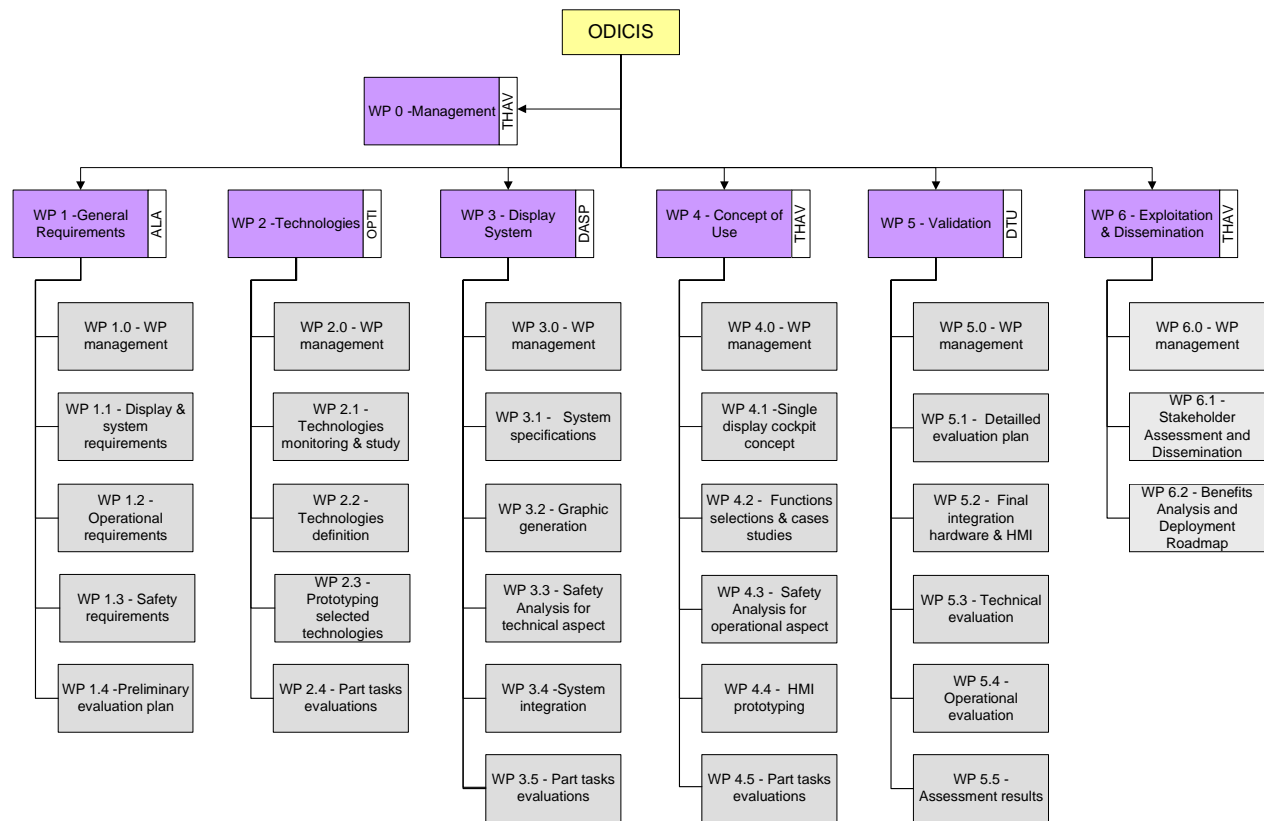 ODICIS
WP 0 -Management
THAV
WP 1 -General
Requirements
ALA
WP 2 -Technologies
OPTI
WP 3 - Display
System
DASP
WP 4 - Concept of
Use
THAV
WP 5 - Validation
DTU
WP 6 - Exploitation
& Dissemination
THAV
WP 1.0 - WP
management
WP 1.1 - Display &
system
requirements
WP 1.2 -
Operational
requirements
WP 1.3 - Safety
requirements
WP 1.4 -Preliminary
evaluation plan
WP 2.0 - WP
management
WP 2.1 -
Technologies
monitoring & study
WP 2.2 -
Technologies
definition
WP 2.3 -
Prototyping
selected
technologies
WP 2.4 - Part tasks
evaluations
WP 3.0 - WP
management
WP 3.1 - System
specifications
WP 3.2 - Graphic
generation
WP 3.3 - Safety
Analysis for
technical aspect
WP 3.4 -System
integration
WP 3.5 - Part tasks
evaluations
WP 4.0 - WP
management
WP 4.1 -Single
display cockpit
concept
WP 4.2 - Functions
selections & cases
studies
WP 4.3 - Safety
Analysis for
operational aspect
WP 4.4 - HMI
prototyping
WP 4.5 - Part tasks
evaluations
WP 5.0 - WP
management
WP 5.1 - Detailled
evaluation plan
WP 5.2 - Final
integration
hardware & HMI
WP 5.3 - Technical
evaluation
WP 5.4 -
Operational
evaluation
WP 5.5 -
Assessment results
WP 6.0 - WP
management
WP 6.1 -
Stakeholder
Assessment and
Dissemination
WP 6.2 - Benefits
Analysis and
Deployment
Roadmap